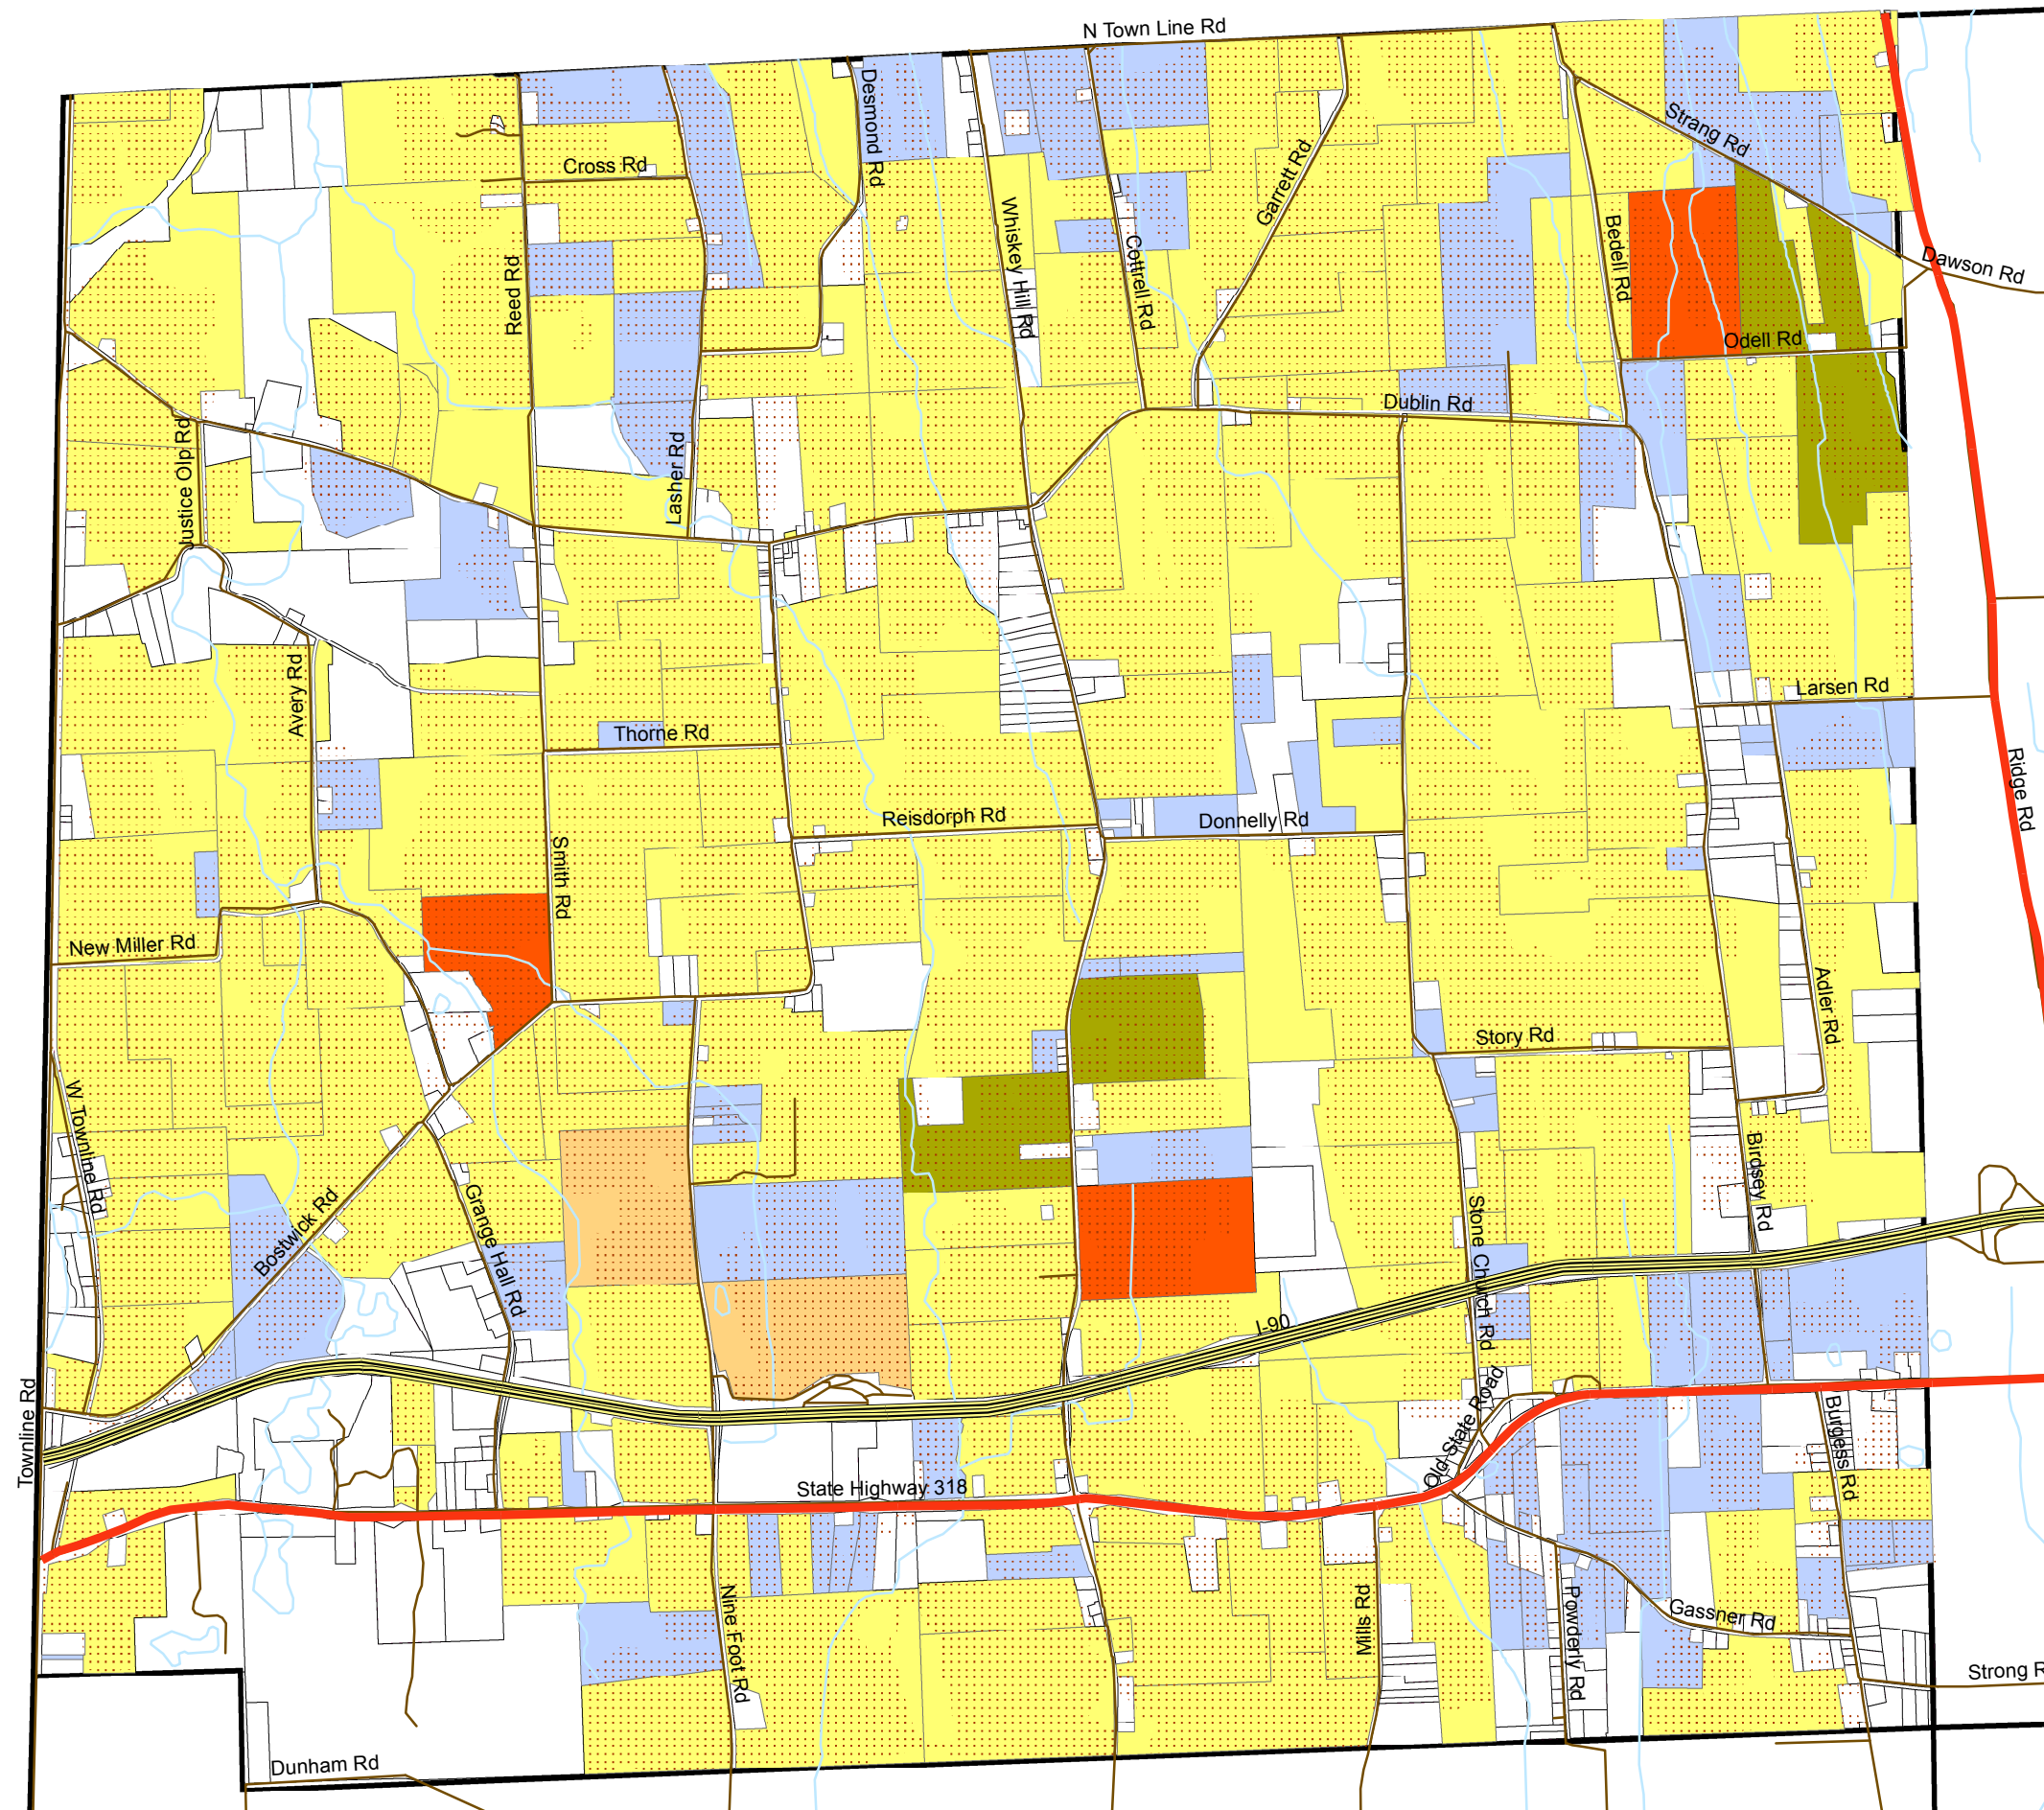 N Town Line Rd
Desmond Rd
Strang Rd
Cross Rd
Garrett Rd
Whiskey Hill Rd
Bedell Rd
Cottrell Rd
Dawson Rd
Reed Rd
Odell Rd
Dublin Rd
Justice Olp Rd
Lasher Rd
Avery Rd
Larsen Rd
Thorne Rd
Ridge Rd
Reisdorph Rd
Donnelly Rd
Smith Rd
New Miller Rd
Adler Rd
Story Rd
W Townline Rd
Birdsey Rd
Grange Hall Rd
Bostwick Rd
Stone Church Rd
I-90
Old State Road
Townline Rd
Burgess Rd
State Highway 318
Nine Foot Rd
Mills Rd
Powderly Rd
Gassner Rd
Strong R
Dunham Rd